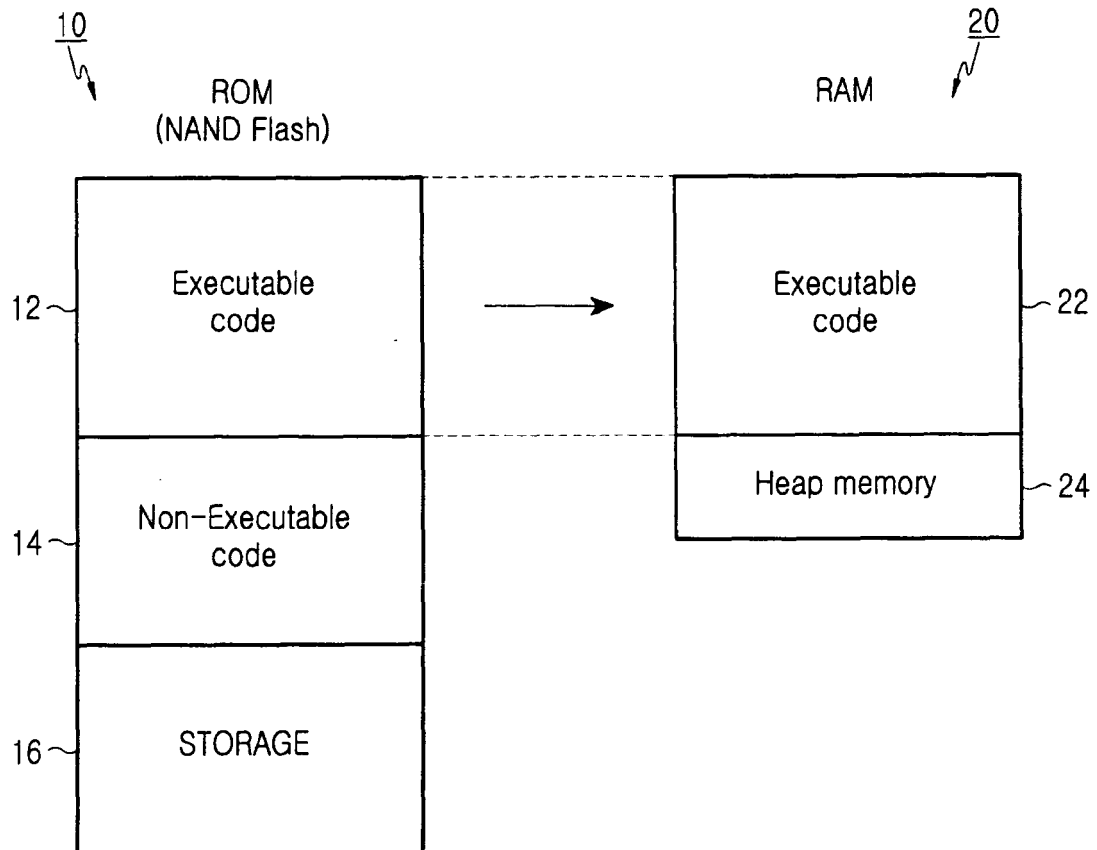 10
20
ROM
(NAND Flash)
RAM
Executable
code
12
Executable
code
22
Non-Executable
code
14
Heap memory
24
STORAGE
16